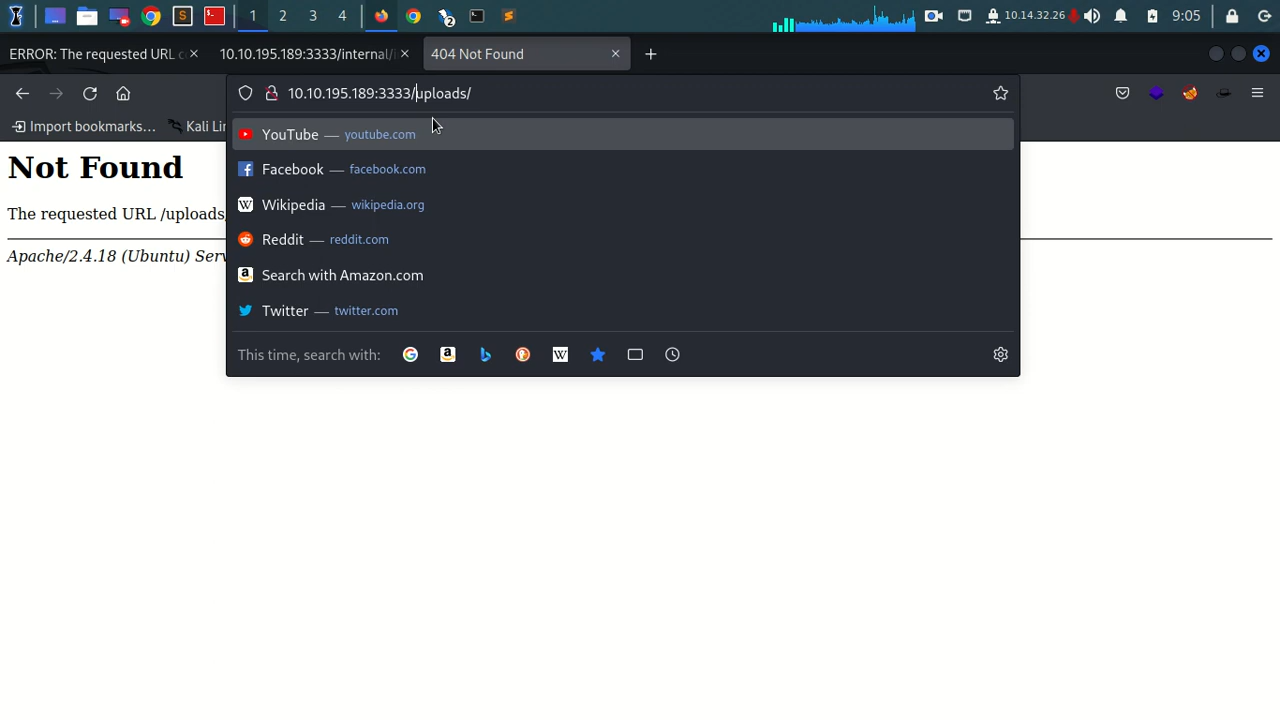 1 2 3 4 2 10.14.32.26 9:05
ERROR: The requested URL c 10.10.195.189:3333/internal/i 404 Not Found
10.10.195.189:3333/uploads/
Import bookmarks... Kali Lin
YouTube — youtube.com
Not Found
Facebook — facebook.com
Wikipedia — wikipedia.org
The requested URL /uploads/
Reddit — reddit.com
Apache/2.4.18 (Ubuntu) Serv
Search with Amazon.com
Twitter — twitter.com
This time, search with: